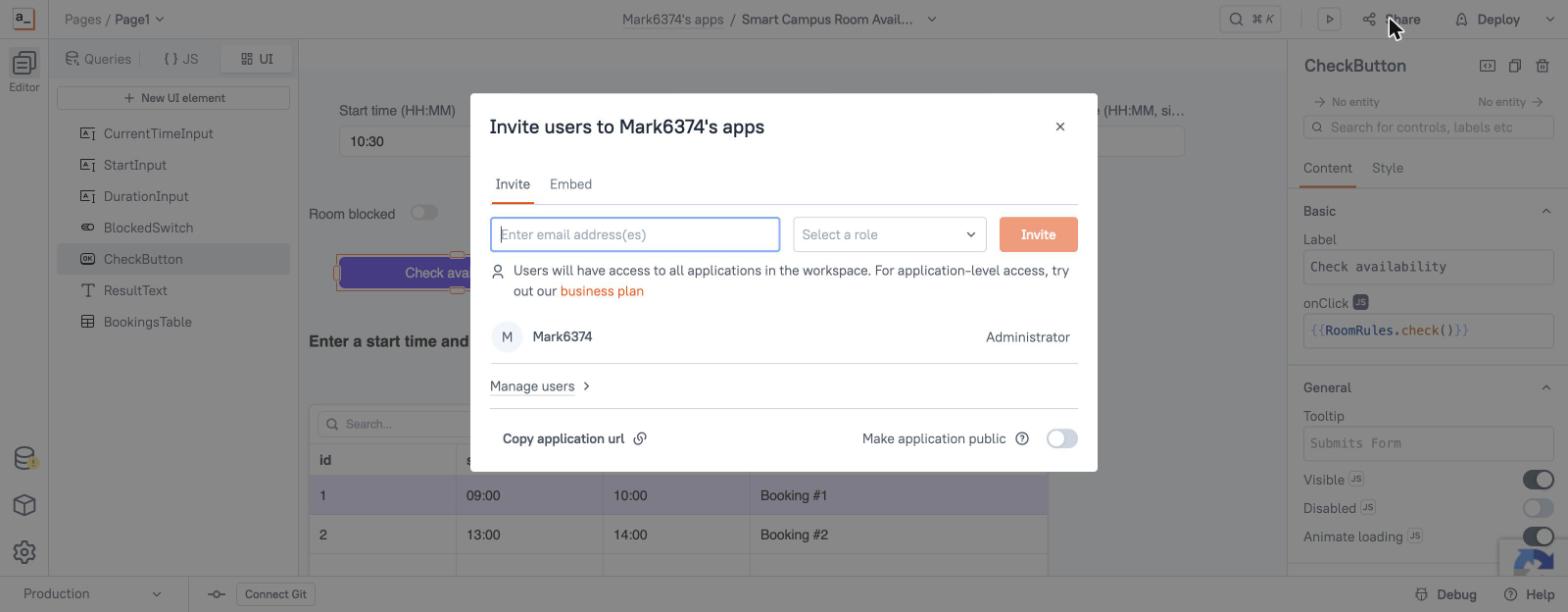 a_
Pages / Page1
Mark6374's apps / Smart Campus Room Avail...
⌘ K
Share
Deploy
Editor
Queries
{ } JS
UI
+ New UI element
CurrentTimeInput
StartInput
DurationInput
BlockedSwitch
CheckButton
ResultText
BookingsTable
Start time (HH:MM)
(HH:MM, si...
10:30
Room blocked
Check ava
Enter a start time and
Search...
id
1 09:00 10:00 Booking #1
2 13:00 14:00 Booking #2
Invite users to Mark6374's apps
Invite
Embed
Enter email address(es)
Select a role
Invite
Users will have access to all applications in the workspace. For application-level access, try
out our business plan
M
Mark6374
Administrator
Manage users
Copy application url
Make application public
CheckButton
No entity
No entity
Search for controls, labels etc
Content
Style
Basic
Label
Check availability
onClick JS
{{RoomRules.check()}}
General
Tooltip
Submits Form
Visible JS
Disabled JS
Animate loading JS
Production
Connect Git
Debug
Help